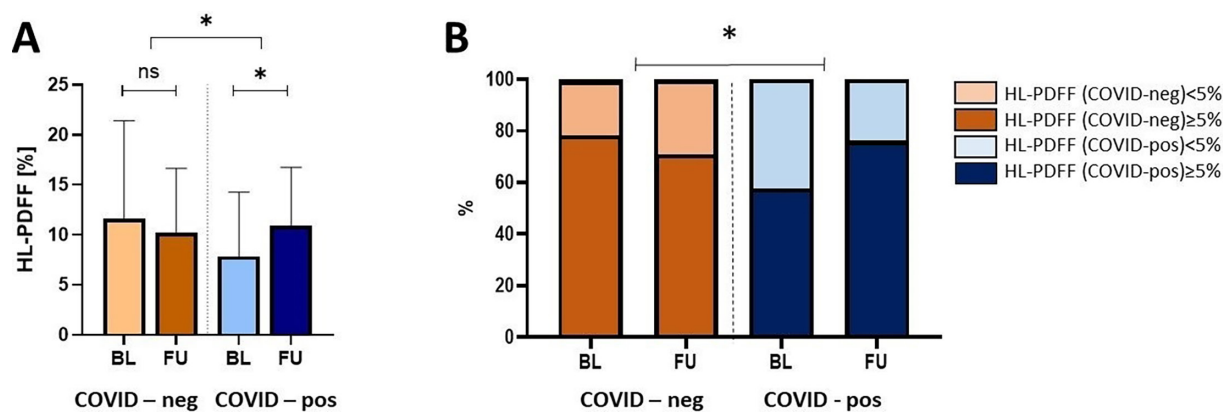 A
*
ns
*
HL-PDFF [%]
25
20
15
10
5
0
BL FU BL FU
COVID – neg COVID – pos
B
*
%
100
80
60
40
20
0
BL FU BL FU
COVID – neg COVID - pos
HL-PDFF (COVID-neg)<5%
HL-PDFF (COVID-neg)≥5%
HL-PDFF (COVID-pos)<5%
HL-PDFF (COVID-pos)≥5%